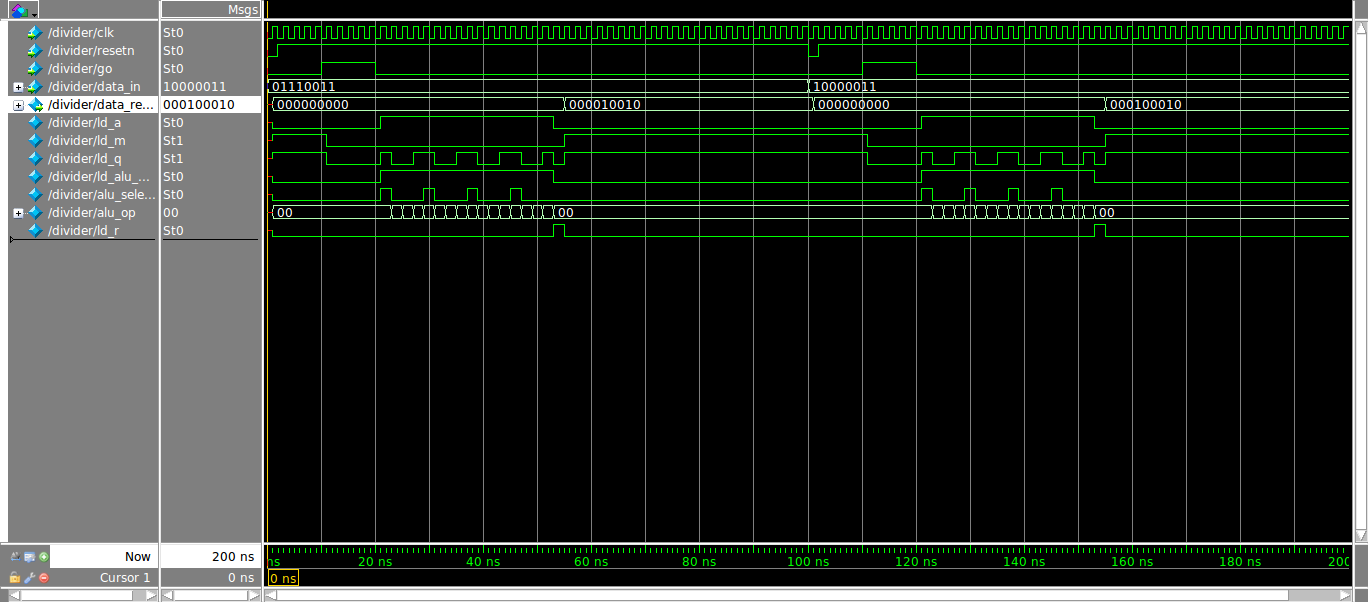 Msgs
/divider/clk St0
/divider/resetn St0
/divider/go St0
/divider/data_in 10000011 01110011 10000011
/divider/data_re... 000100010 000000000 000010010 000000000 000100010
/divider/ld_a St0
/divider/ld_m St1
/divider/ld_q St1
/divider/ld_alu_... St0
/divider/alu_sele... St0
/divider/alu_op 00 00 00 00
/divider/ld_r St0
Now 200 ns ns 20 ns 40 ns 60 ns 80 ns 100 ns 120 ns 140 ns 160 ns 180 ns 200
Cursor 1 0 ns 0 ns